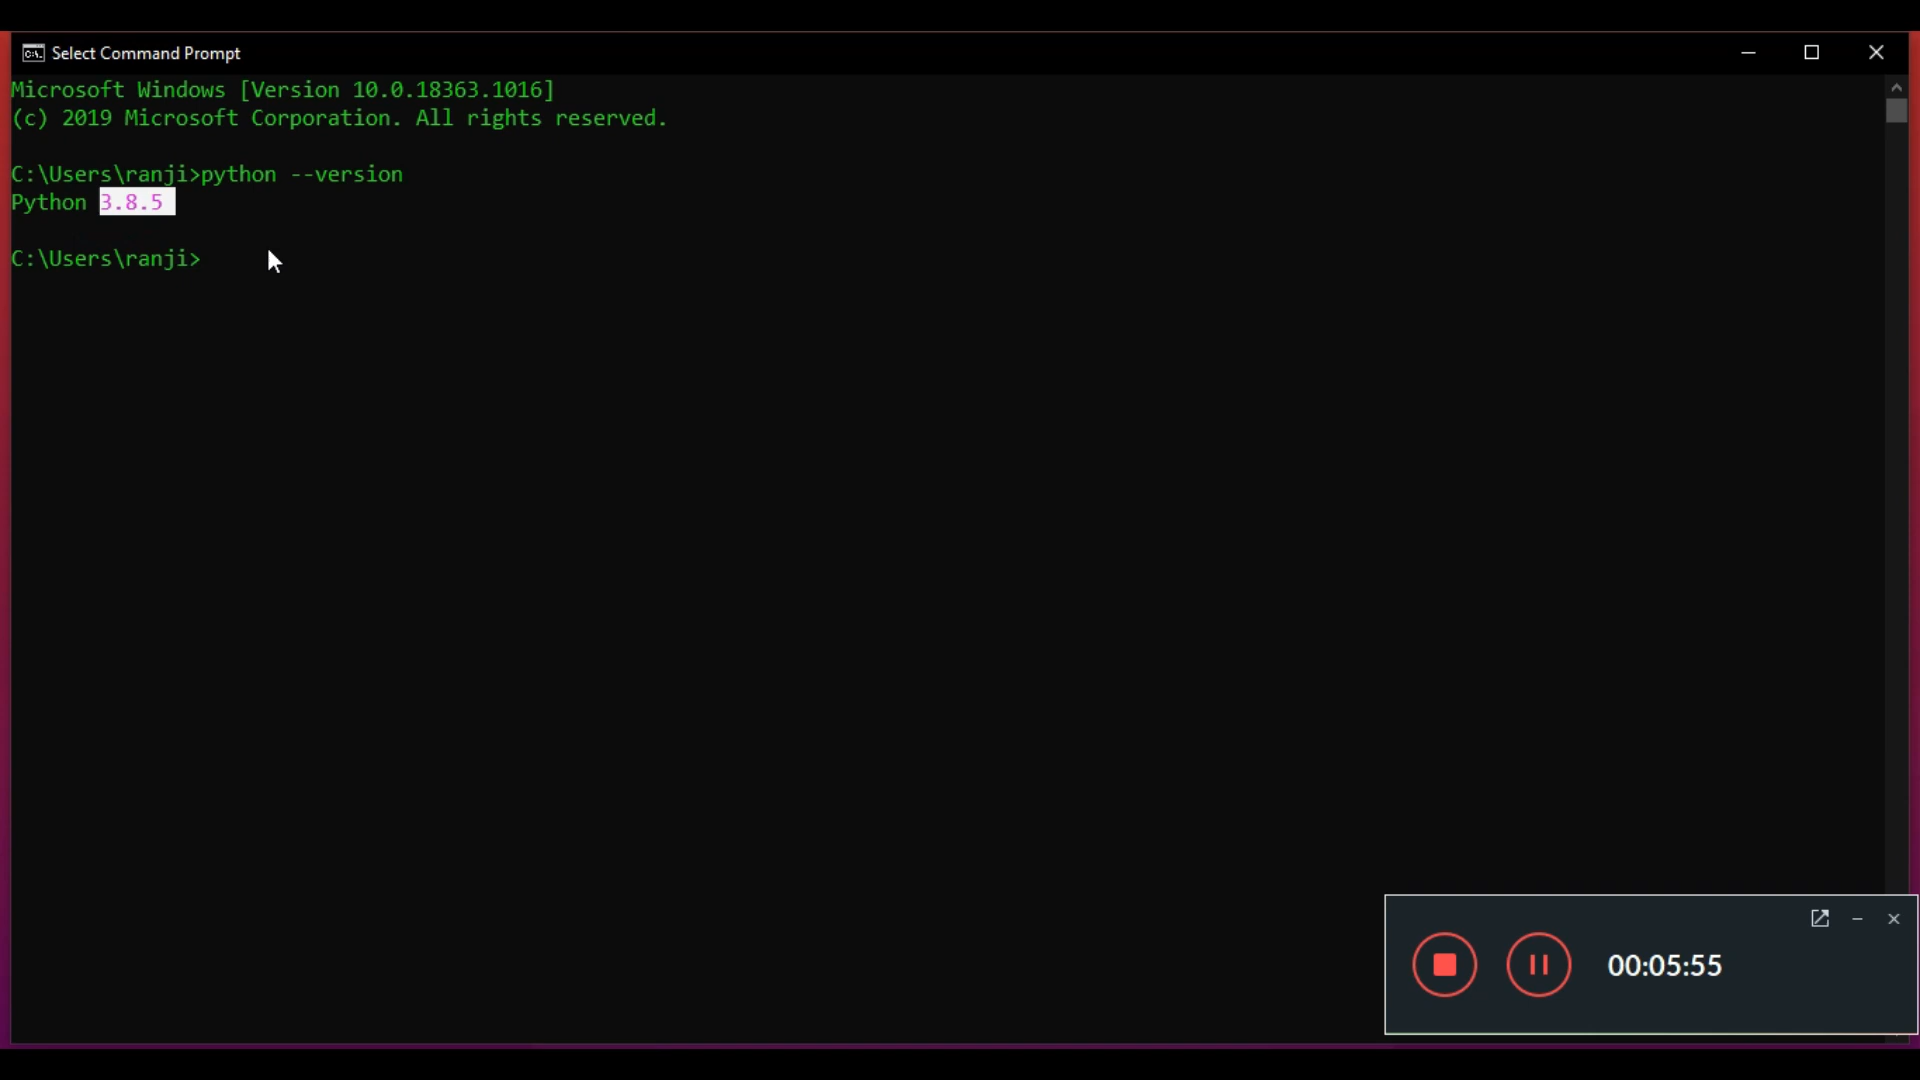 Select Command Prompt
Microsoft Windows [Version 10.0.18363.1016]
(c) 2019 Microsoft Corporation. All rights reserved.
C:\Users\ranji>python --version
Python 3.8.5
C:\Users\ranji>
00:05:55